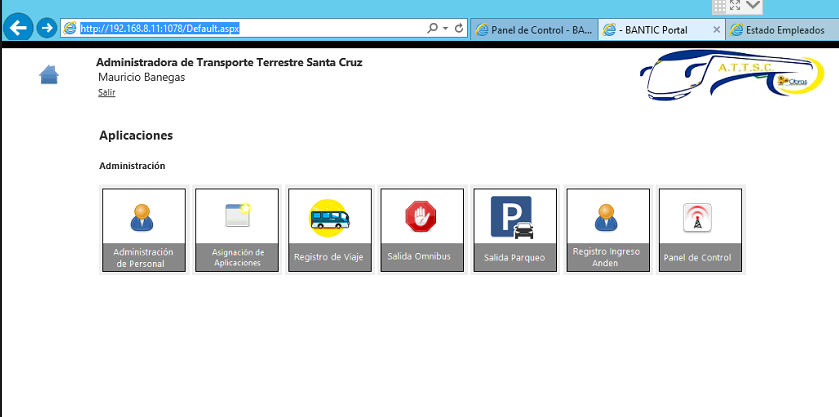 http://192.168.8.11:1078/Default.aspx
Panel de Control - BA...
- BANTIC Portal
Estado Empleados
Administradora de Transporte Terrestre Santa Cruz
Mauricio Banegas
Salir
A.T.T.S.C.
Obras
Aplicaciones
Administración
Administración
de Personal
Asignación de
Aplicaciones
Registro de Viaje
Salida Omnibus
P
Salida Parqueo
Registro Ingreso
Anden
Panel de Control